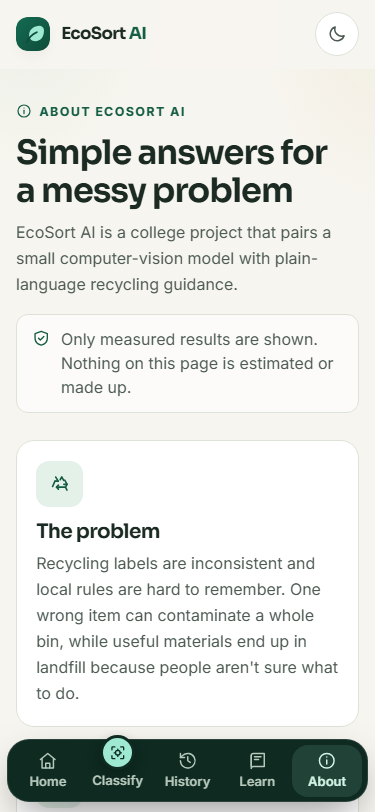 EcoSort AI
ABOUT ECOSORT AI
Simple answers for
a messy problem
EcoSort AI is a college project that pairs a
small computer-vision model with plain-
language recycling guidance.
Only measured results are shown.
Nothing on this page is estimated or
made up.
The problem
Recycling labels are inconsistent and
local rules are hard to remember. One
wrong item can contaminate a whole
bin, while useful materials end up in
landfill because people aren't sure what
to do.
Home
Classify
History
Learn
About